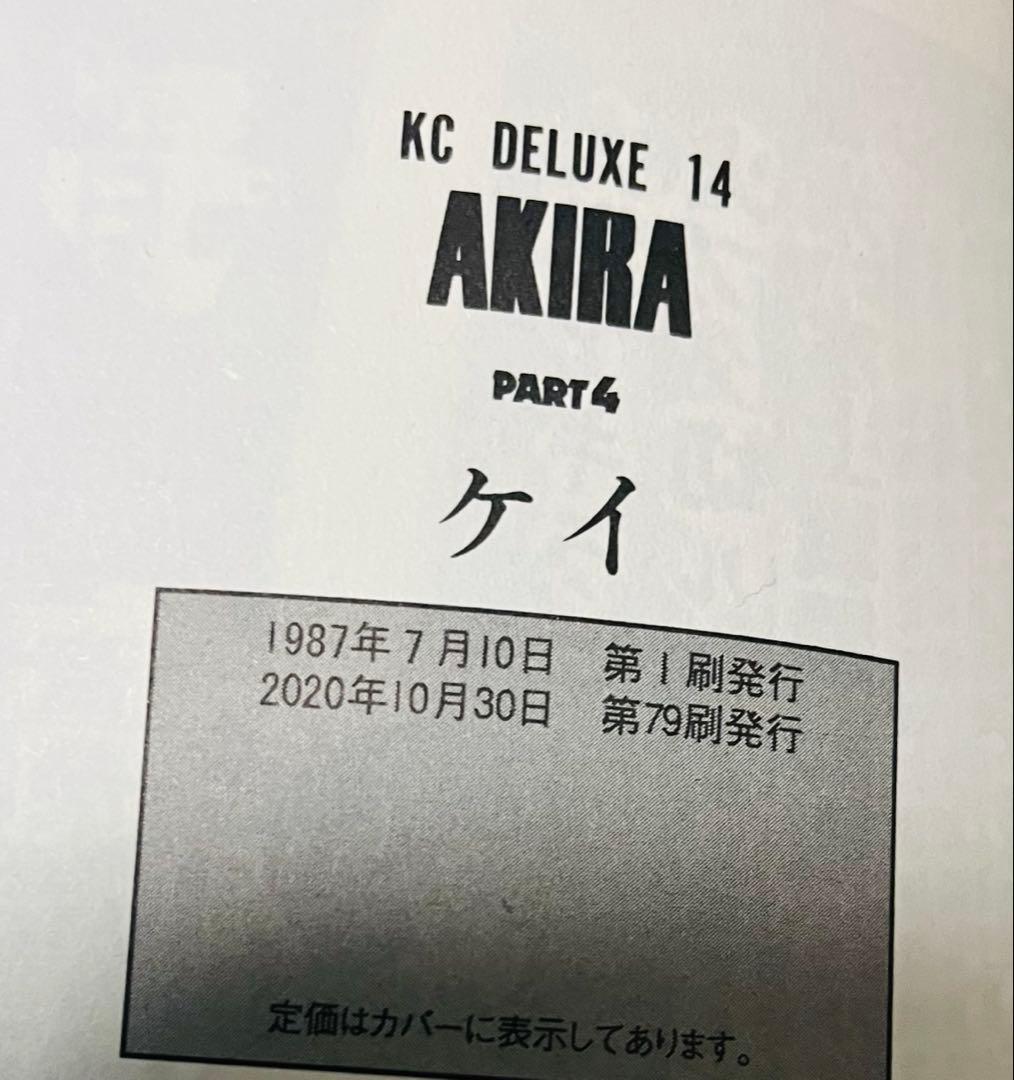 KC DELUXE 14
AKIRA
PART4
ケイ
1987年7月10日 第1刷発行
2020年10月30日 第79刷発行
定価はカバーに表示してあります。